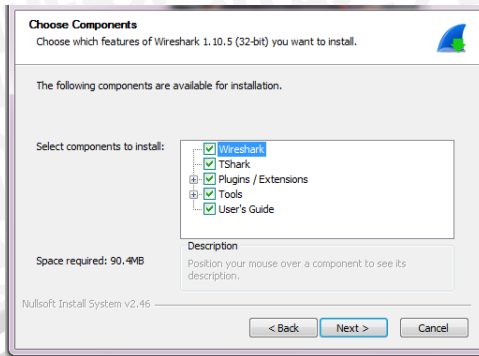 Choose Components
Choose which features of Wireshark 1.10.5 (32-bit) you want to install.
The following components are available for installation.
Select components to install:
Wireshark
TShark
Plugins / Extensions
Tools
User's Guide
Space required: 90.4MB
Description
Position your mouse over a component to see its
description.
Nullsoft Install System v2.46
< Back
Next >
Cancel